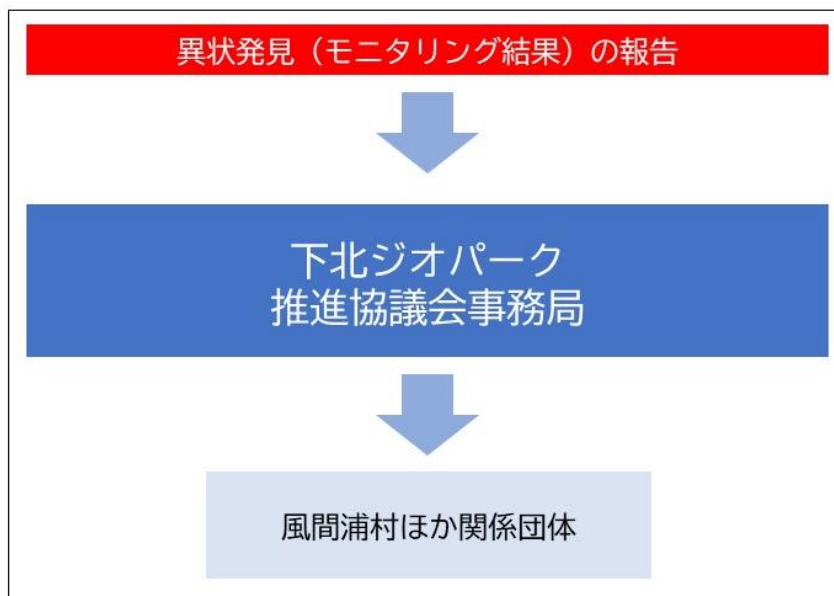 異状発見（モニタリング結果）の報告
下北ジオパーク
推進協議会事務局
風間浦村ほか関係団体